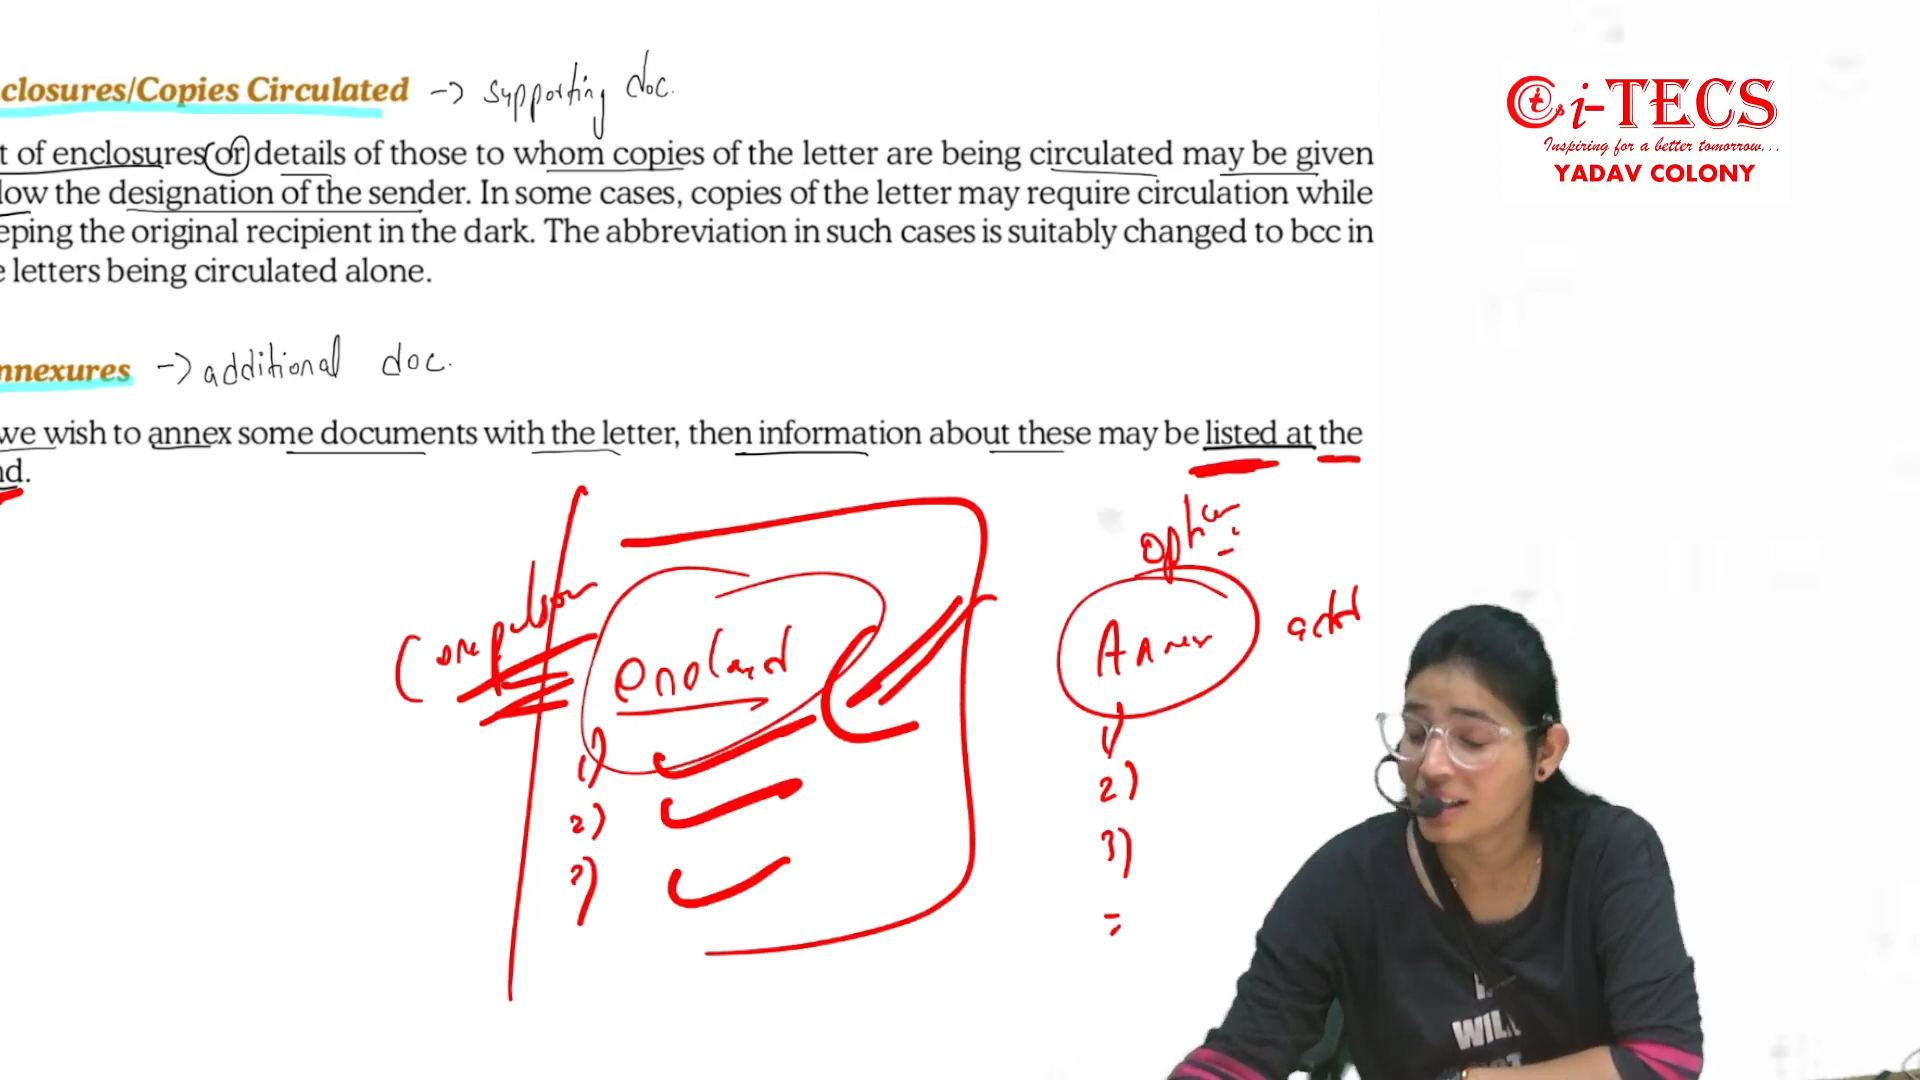 closures/Copies Circulated -> supporting doc.
t of enclosures or details of those to whom copies of the letter are being circulated may be given
low the designation of the sender. In some cases, copies of the letter may require circulation while
eping the original recipient in the dark. The abbreviation in such cases is suitably changed to bcc in
e letters being circulated alone.
nnexures -> additional doc.
we wish to annex some documents with the letter, then information about these may be listed at the
nd.
Annex
1)
2)
3)
1)
2)
3)
i-TECS
Inspiring for a better tomorrow...
YADAV COLONY